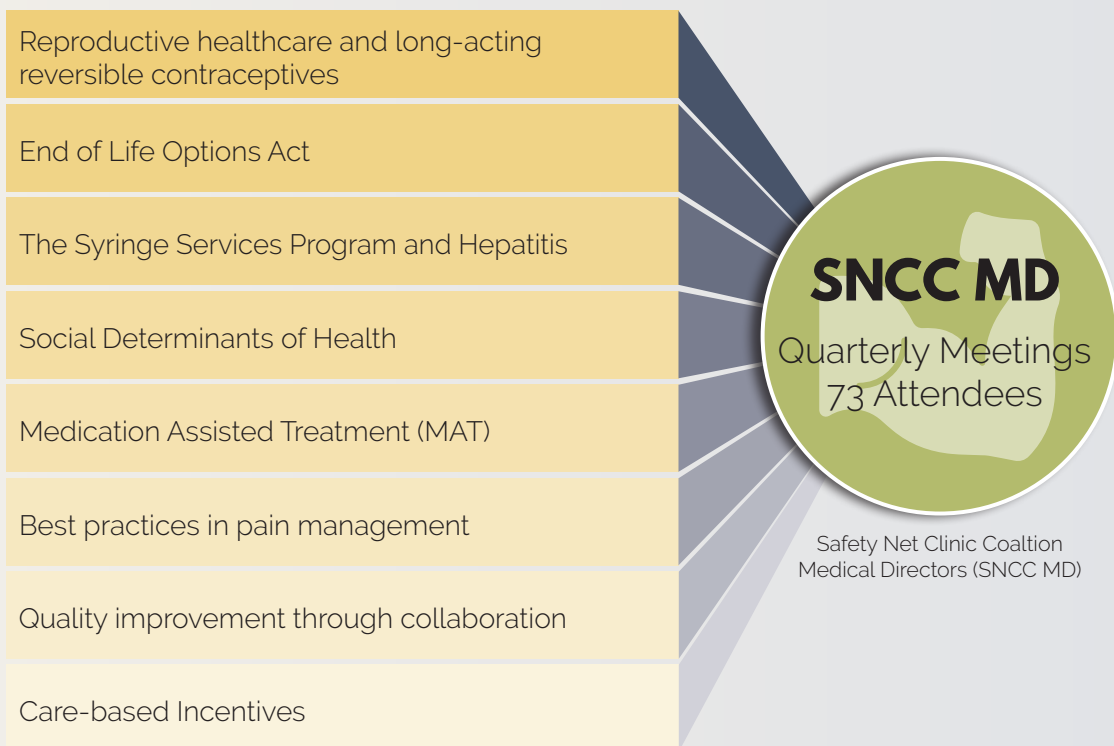 Reproductive healthcare and long-acting
reversible contraceptives
End of Life Options Act
The Syringe Services Program and Hepatitis
Social Determinants of Health
Medication Assisted Treatment (MAT)
Best practices in pain management
Quality improvement through collaboration
Care-based Incentives
SNCC MD
Quarterly Meetings
73 Attendees
Safety Net Clinic Coaltion
Medical Directors (SNCC MD)